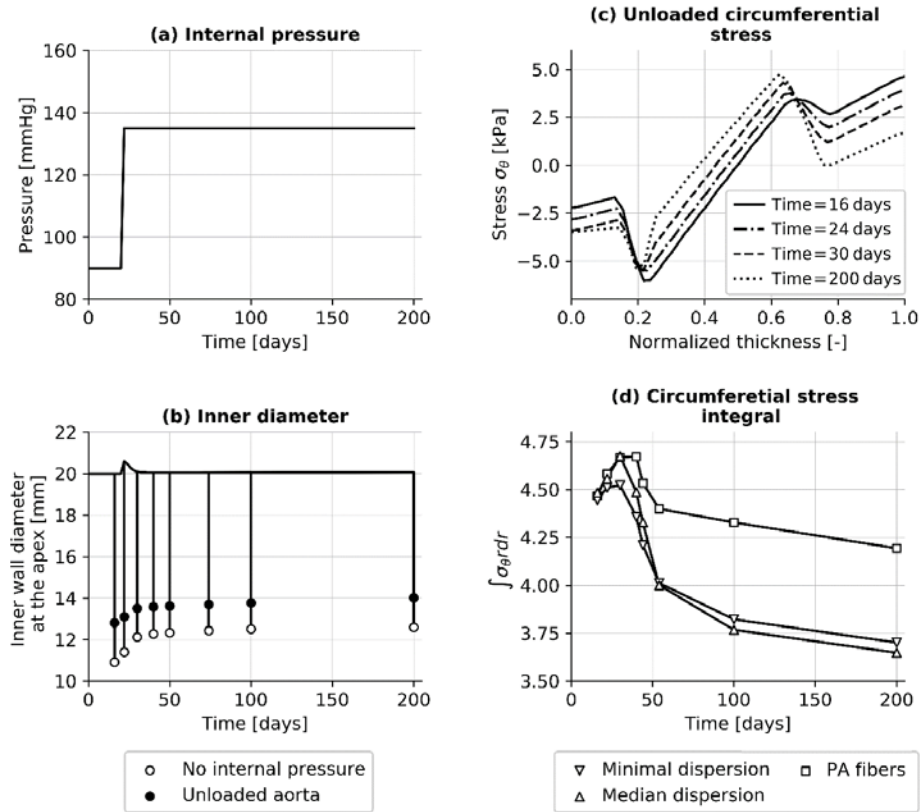 (a) Internal pressure
160
140
120
100
80
Pressure [mmHg]
0 50 100 150 200
Time [days]
(c) Unloaded circumferential
stress
5.0
2.5
0.0
−2.5
−5.0
Stress σθ [kPa]
Time = 16 days
Time = 24 days
Time = 30 days
Time = 200 days
0.0 0.2 0.4 0.6 0.8 1.0
Normalized thickness [-]
(b) Inner diameter
22
20
18
16
14
12
10
Inner wall diameter
at the apex [mm]
0 50 100 150 200
Time [days]
No internal pressure
Unloaded aorta
(d) Circumferetial stress
integral
4.75
4.50
4.25
4.00
3.75
3.50
∫σθrdr
0 50 100 150 200
Time [days]
Minimal dispersion
Median dispersion
PA fibers